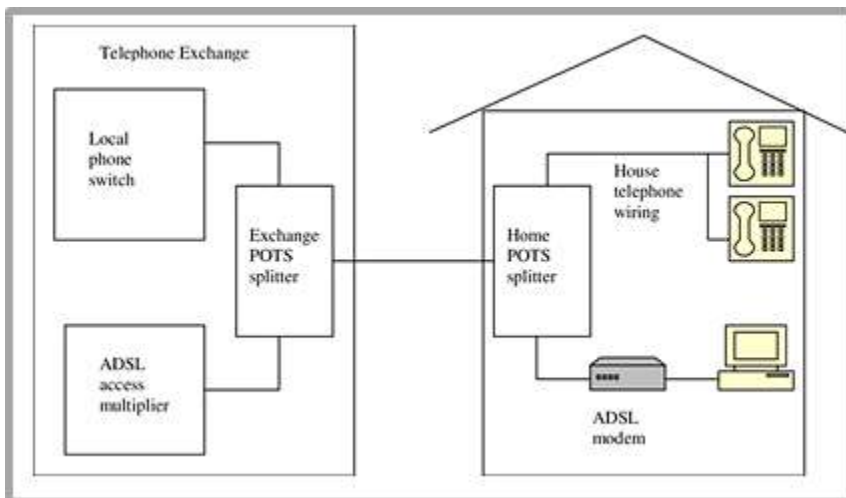 Telephone Exchange
Local
phone
switch
Exchange
POTS
splitter
ADSL
access
multiplier
Home
POTS
splitter
House
telephone
wiring
ADSL
modem